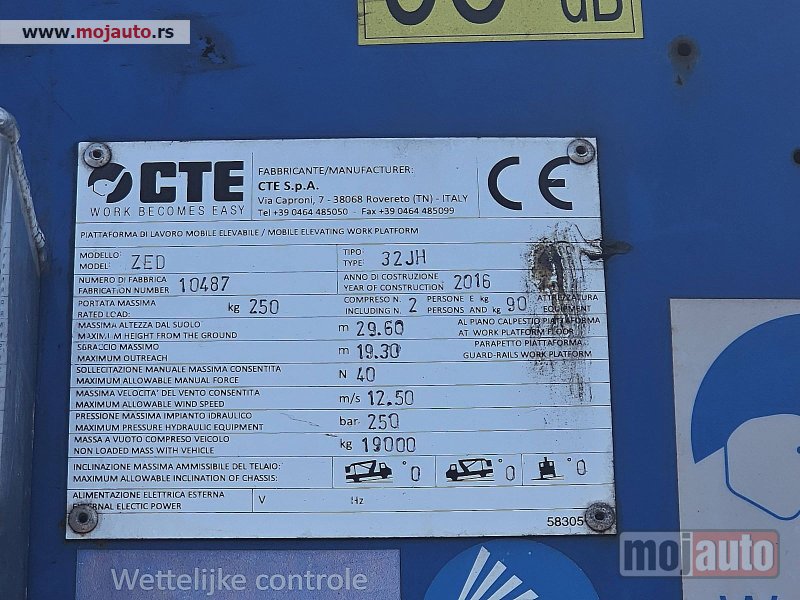 www.mojauto.rs
dB
CTE
WORK BECOMES EASY
FABBRICANTE/MANUFACTURER:
CTE S.p.A.
Via Caproni, 7 - 38068 Rovereto (TN) - ITALY
Tel +39 0464 485050 - Fax +39 0464 485099
CE
PIATTAFORMA DI LAVORO MOBILE ELEVABILE / MOBILE ELEVATING WORK PLATFORM
MODELLO:
MODEL: ZED
TIPO:
TYPE: 32JH
NUMERO DI FABBRICA
FABRICATION NUMBER 10487
ANNO DI COSTRUZIONE
YEAR OF CONSTRUCTION 2016
PORTATA MASSIMA
RATED LOAD: kg 250
COMPRESO N. 2 PERSONE E kg 90 ATTREZZATURA
INCLUDING N. PERSONS AND kg EQUIPMENT
MASSIMA ALTEZZA DAL SUOLO
MAXIMUM HEIGHT FROM THE GROUND m 29.60
AL PIANO CALPESTIO PIATTAFORMA
AT WORK PLATFORM FLOOR
SBRACCIO MASSIMO
MAXIMUM OUTREACH m 19.30
PARAPETTO PIATTAFORMA
GUARD-RAILS WORK PLATFORM
SOLLECITAZIONE MANUALE MASSIMA CONSENTITA
MAXIMUM ALLOWABLE MANUAL FORCE N 40
MASSIMA VELOCITA' DEL VENTO CONSENTITA
MAXIMUM ALLOWABLE WIND SPEED m/s 12.50
PRESSIONE MASSIMA IMPIANTO IDRAULICO
MAXIMUM PRESSURE HYDRAULIC EQUIPMENT bar 250
MASSA A VUOTO COMPRESO VEICOLO
NON LOADED MASS WITH VEHICLE kg 19000
INCLINAZIONE MASSIMA AMMISSIBILE DEL TELAIO:
MAXIMUM ALLOWABLE INCLINATION OF CHASSIS: °0 °0 °0
ALIMENTAZIONE ELETTRICA ESTERNA
EXTERNAL ELECTIC POWER V Hz
58305
mojauto
Wettelijke controle